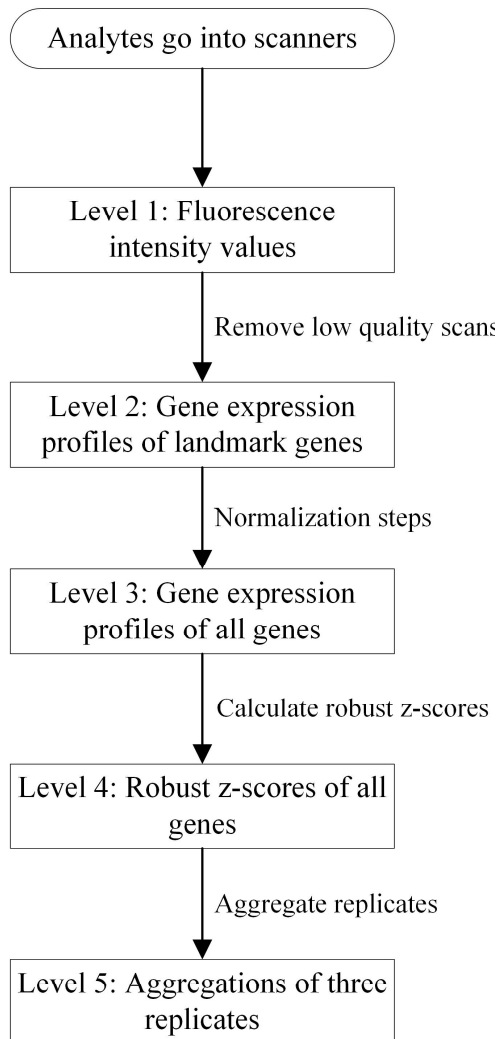 Analytes go into scanners
Level 1: Fluorescence
intensity values
Remove low quality scans
Level 2: Gene expression
profiles of landmark genes
Normalization steps
Level 3: Gene expression
profiles of all genes
Calculate robust z-scores
Level 4: Robust z-scores of all
genes
Aggregate replicates
Level 5: Aggregations of three
replicates